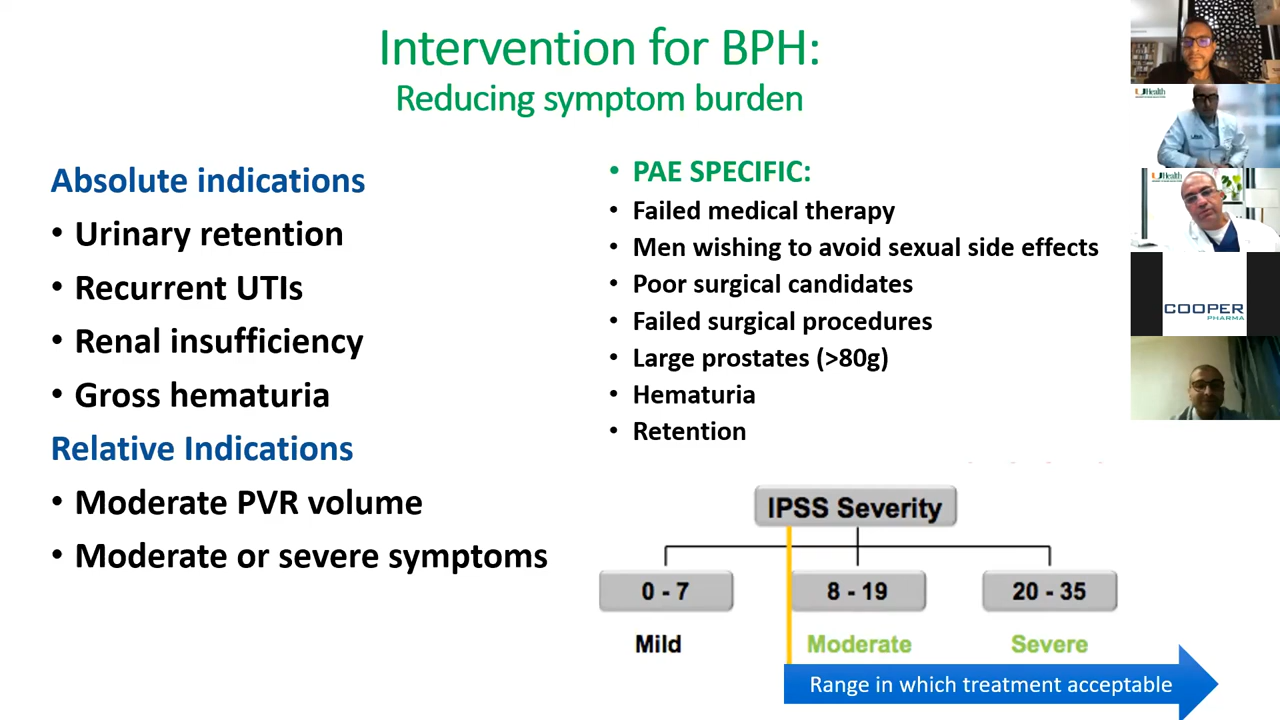 Intervention for BPH:
Reducing symptom burden
Absolute indications
• Urinary retention
• Recurrent UTIs
• Renal insufficiency
• Gross hematuria
Relative Indications
• Moderate PVR volume
• Moderate or severe symptoms
• PAE SPECIFIC:
• Failed medical therapy
• Men wishing to avoid sexual side effects
• Poor surgical candidates
• Failed surgical procedures
• Large prostates (>80g)
• Hematuria
• Retention
IPSS Severity
0 - 7
8 - 19
20 - 35
Mild
Moderate
Severe
Range in which treatment acceptable
UHealth
UHealth
COOPER
PHARMA